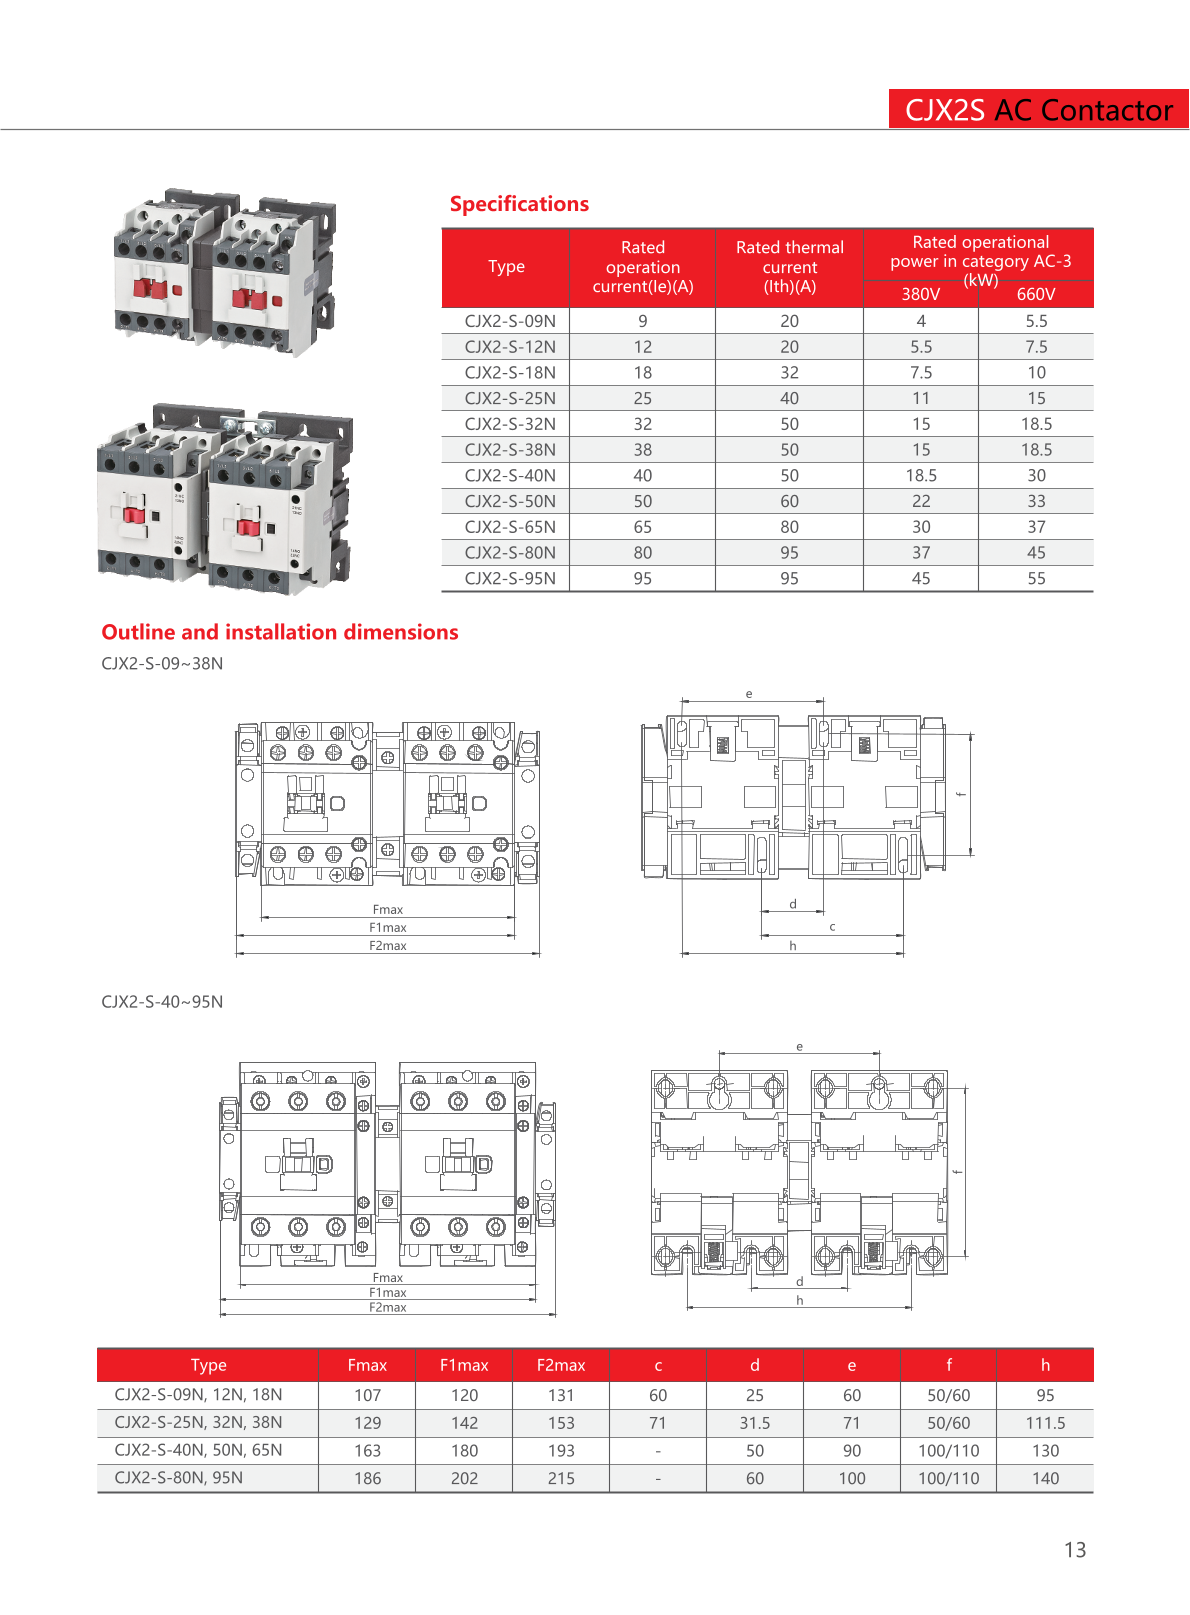 CJX2S AC Contactor
Specifications
Type
Rated operation current(Ie)(A)
Rated thermal current (Ith)(A)
Rated operational power in category AC-3 (kW)
380V 660V
CJX2-S-09N 9 20 4 5.5
CJX2-S-12N 12 20 5.5 7.5
CJX2-S-18N 18 32 7.5 10
CJX2-S-25N 25 40 11 15
CJX2-S-32N 32 50 15 18.5
CJX2-S-38N 38 50 15 18.5
CJX2-S-40N 40 50 18.5 30
CJX2-S-50N 50 60 22 33
CJX2-S-65N 65 80 30 37
CJX2-S-80N 80 95 37 45
CJX2-S-95N 95 95 45 55
Outline and installation dimensions
CJX2-S-09~38N
e
f
d
c
h
Fmax
F1max
F2max
CJX2-S-40~95N
e
f
d
h
Fmax
F1max
F2max
Type Fmax F1max F2max c d e f h
CJX2-S-09N, 12N, 18N 107 120 131 60 25 60 50/60 95
CJX2-S-25N, 32N, 38N 129 142 153 71 31.5 71 50/60 111.5
CJX2-S-40N, 50N, 65N 163 180 193 - 50 90 100/110 130
CJX2-S-80N, 95N 186 202 215 - 60 100 100/110 140
13